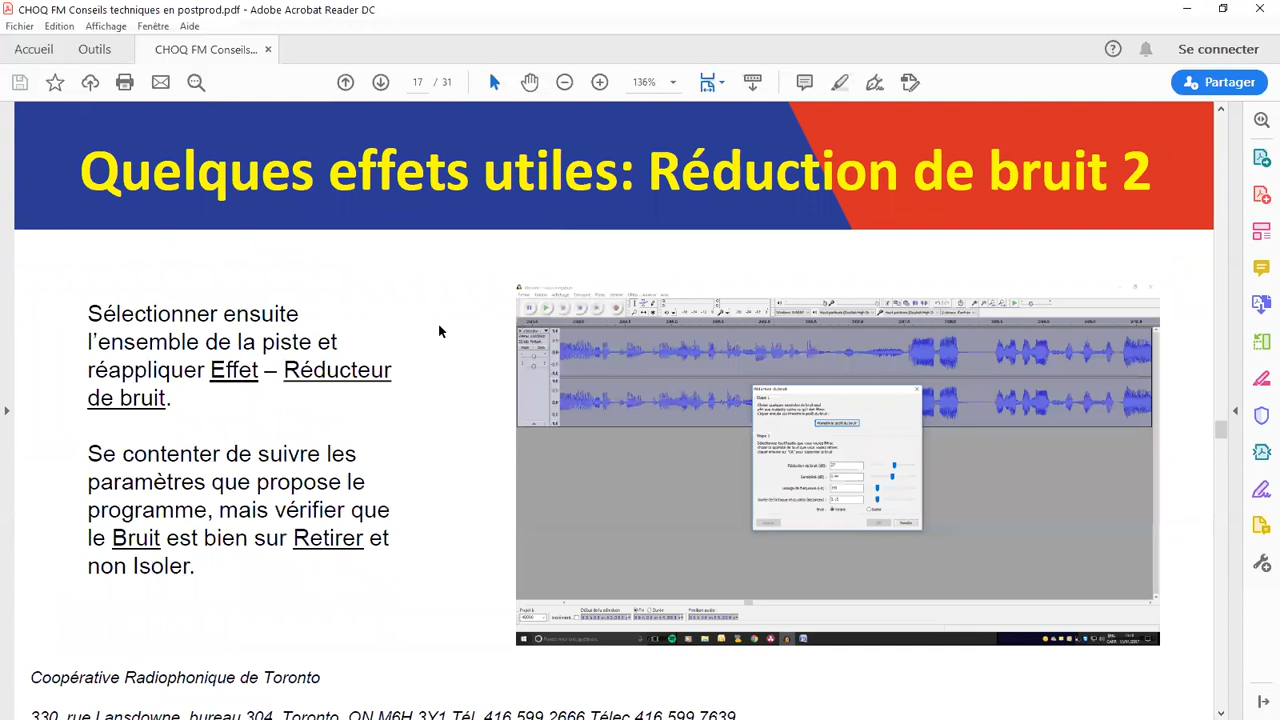 CHOQ FM Conseils techniques en postprod.pdf - Adobe Acrobat Reader DC
Fichier Edition Affichage Fenêtre Aide
Accueil Outils CHOQ FM Conseils... × Se connecter
17 / 31 136% Partager
Quelques effets utiles: Réduction de bruit 2
Sélectionner ensuite
l'ensemble de la piste et
réappliquer Effet – Réducteur
de bruit.
Se contenter de suivre les
paramètres que propose le
programme, mais vérifier que
le Bruit est bien sur Retirer et
non Isoler.
Coopérative Radiophonique de Toronto
330, rue Lansdowne, bureau 304, Toronto, ON M6H 3Y1 Tél. 416 599 2666 Télec 416 599 7639